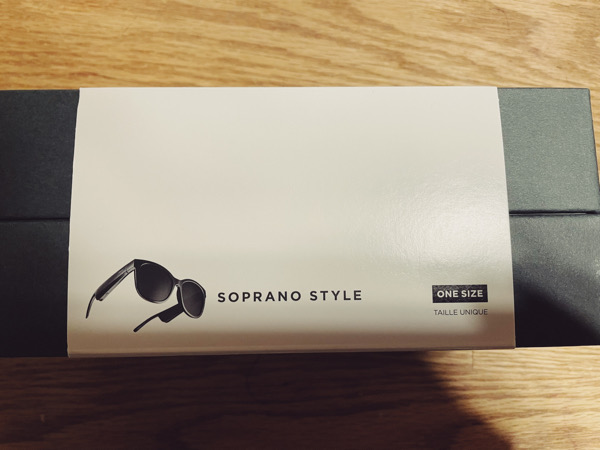 SOPRANO STYLE
ONE SIZE
TAILLE UNIQUE